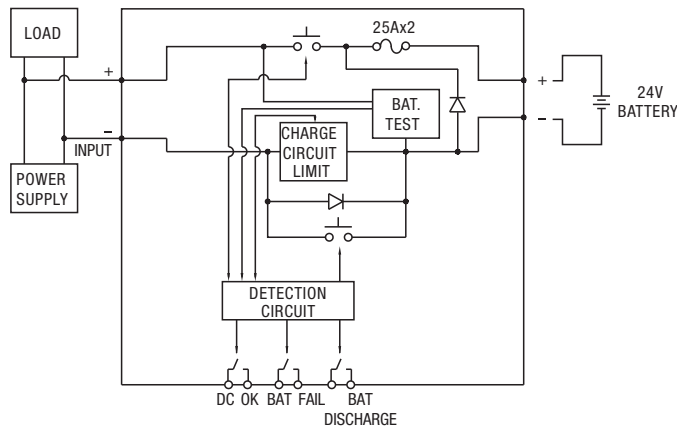 LOAD
25Ax2
+
+
24V
BATTERY
BAT.
TEST
–
–
INPUT
CHARGE
CIRCUIT
LIMIT
POWER
SUPPLY
DETECTION
CIRCUIT
DC OK BAT FAIL BAT
DISCHARGE